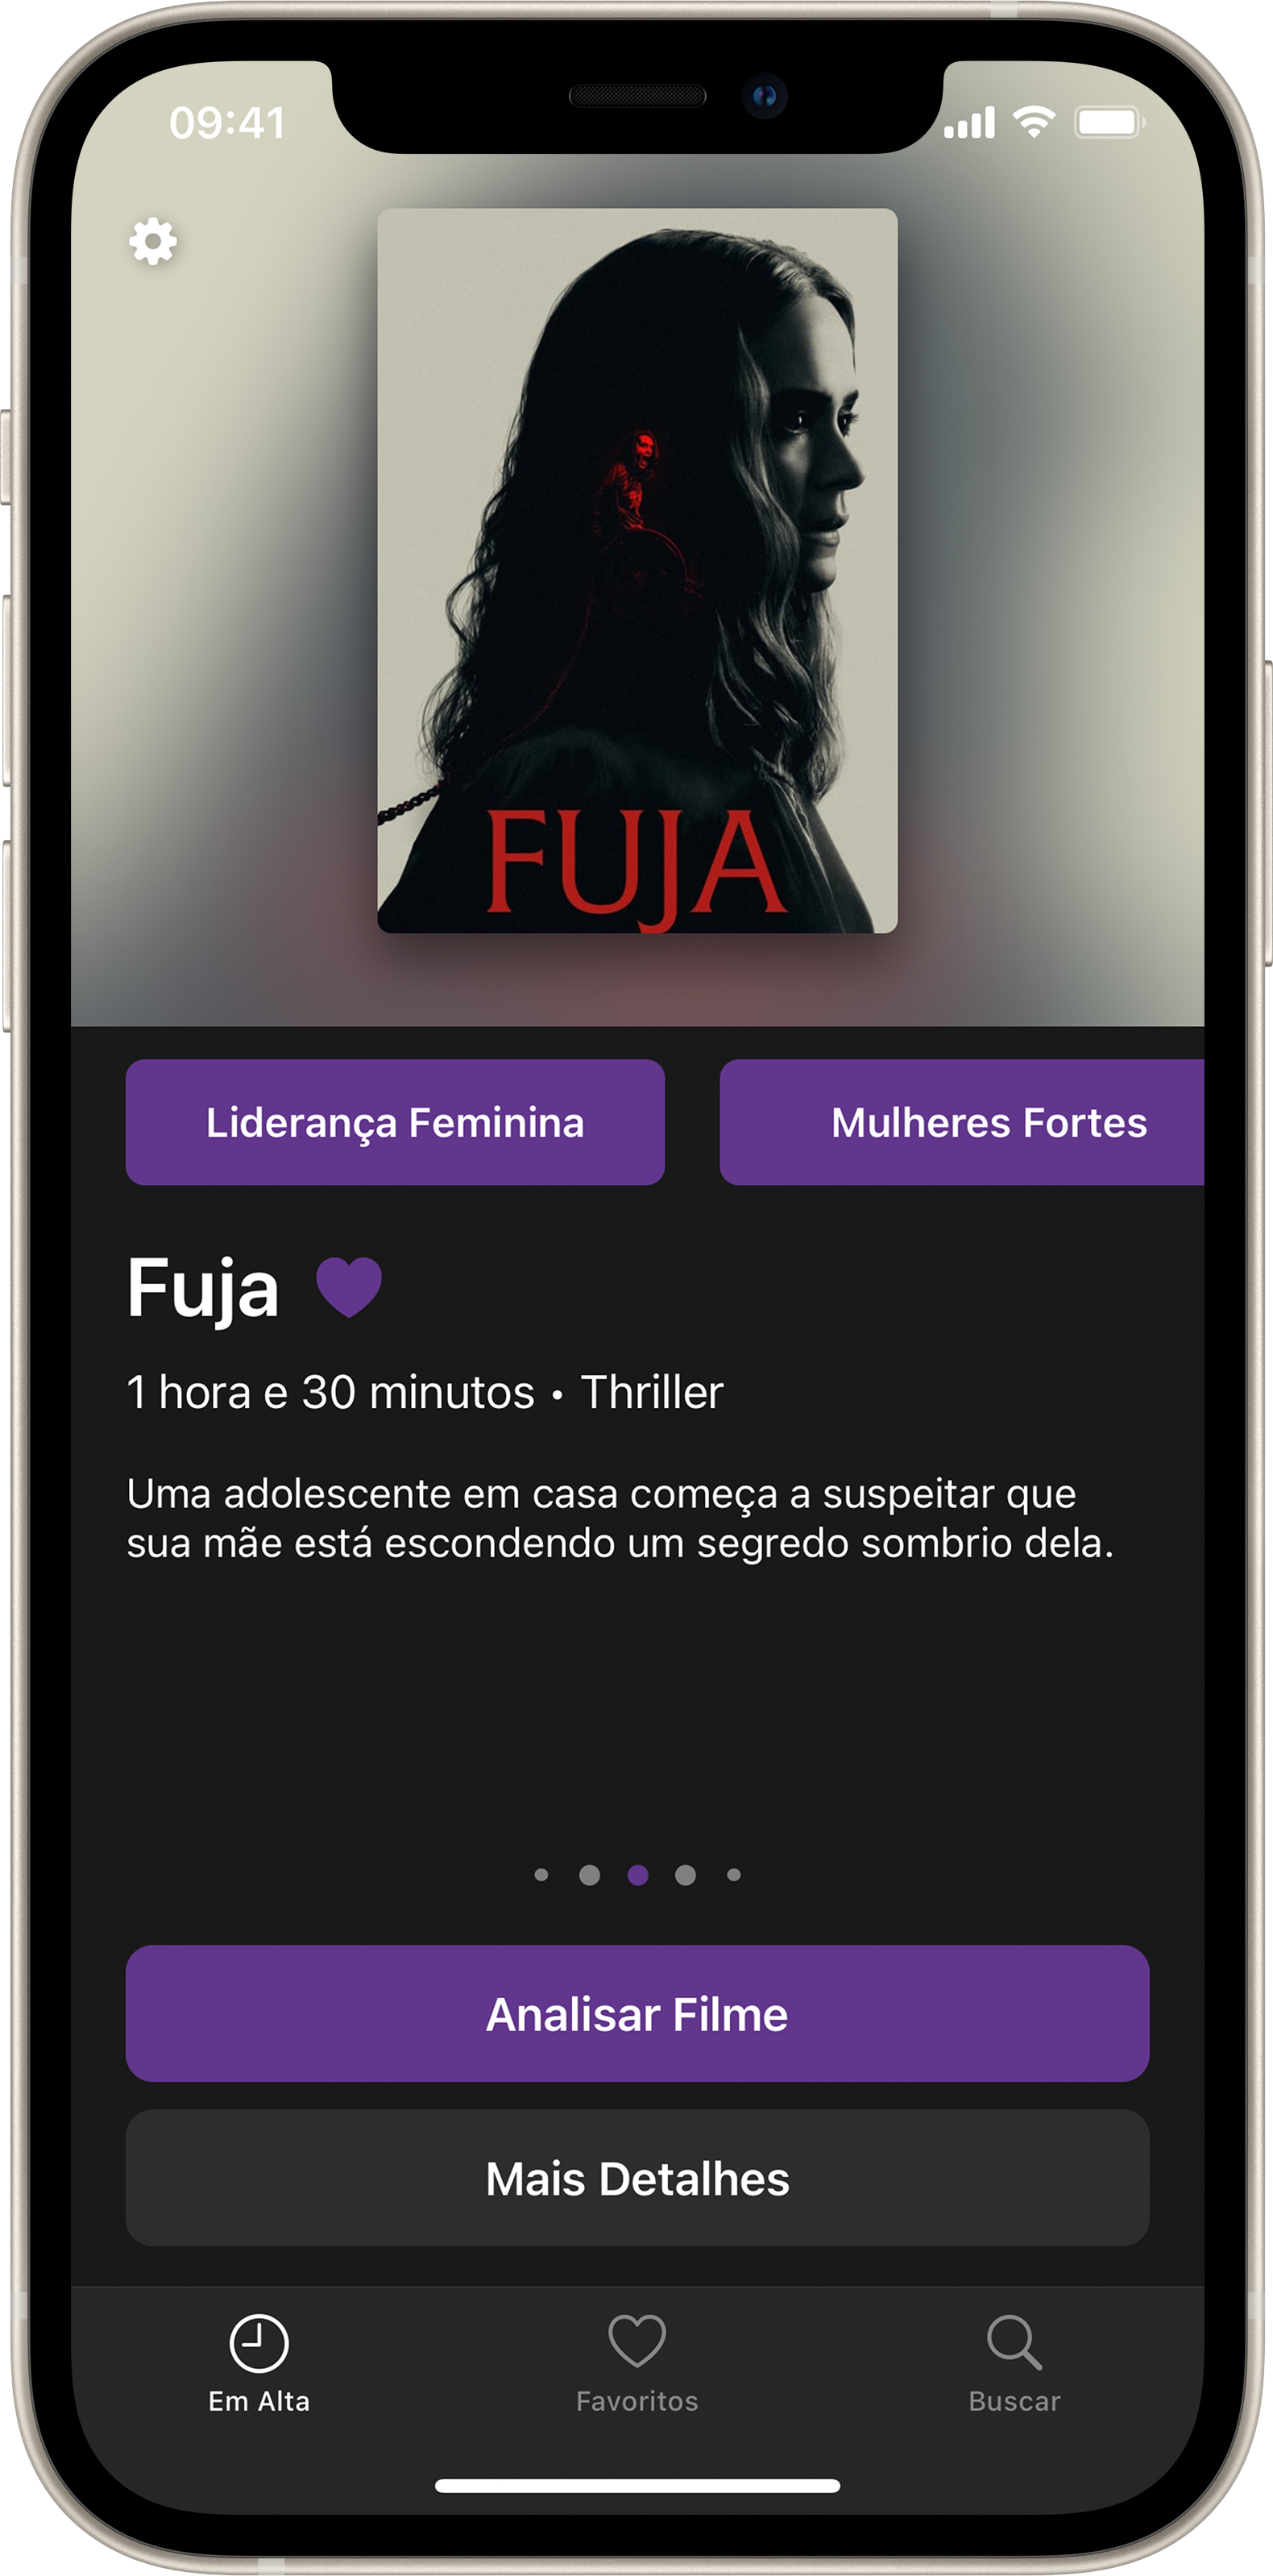 09:41
FUJA
Liderança Feminina
Mulheres Fortes
Fuja
1 hora e 30 minutos • Thriller
Uma adolescente em casa começa a suspeitar que
sua mãe está escondendo um segredo sombrio dela.
Analisar Filme
Mais Detalhes
Em Alta
Favoritos
Buscar